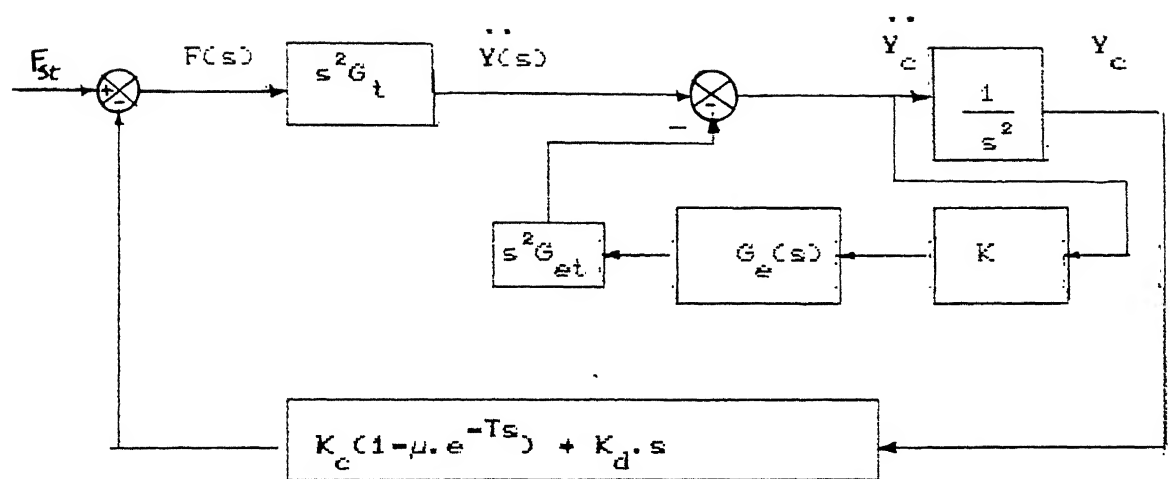 F_st
+
-
F(s)
s²G_t
Ÿ(s)
-
-
Ÿ_c
1/s²
Y_c
s²G_et
G_e(s)
K
K_c(1-μ.e^-Ts) + K_d.s